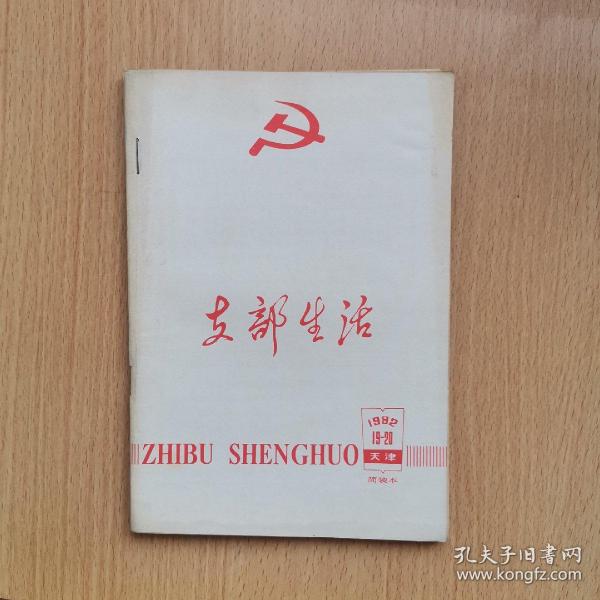 支部生活
1982
19-20
ZHIBU SHENGHUO
天津
简装本
孔夫子旧书网
www.kongfz.com